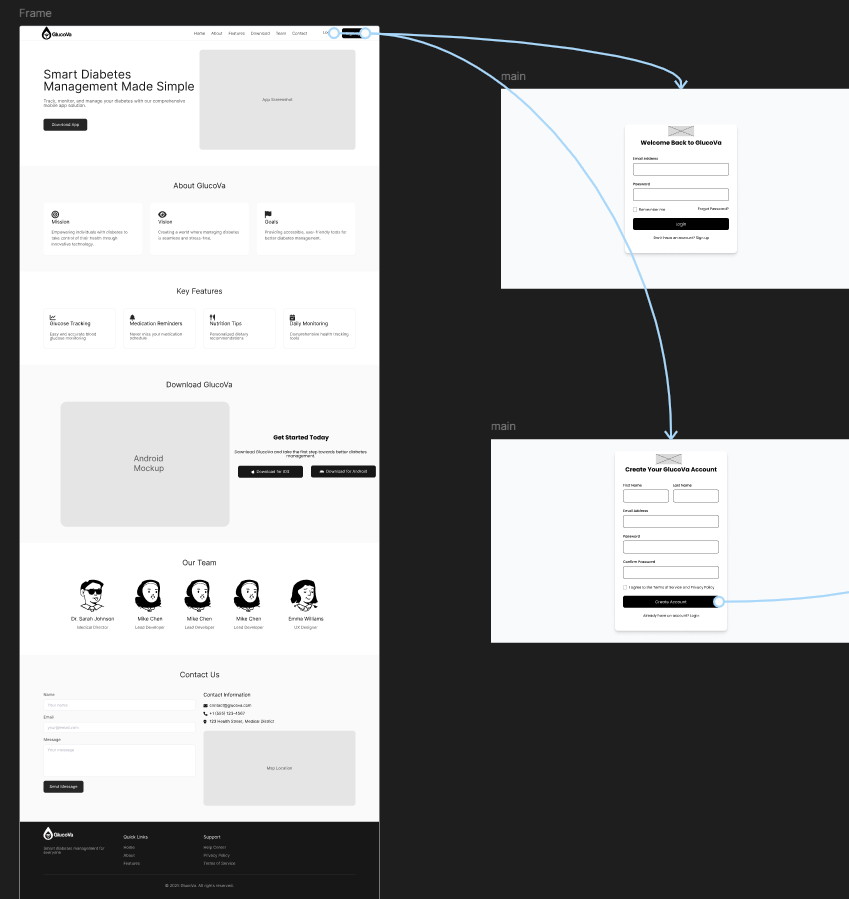 Frame
GlucoVa
Home About Features Download Team Contact
Smart Diabetes
Management Made Simple
Track, monitor, and manage your diabetes with our comprehensive
mobile app solution.
Download App
App Screenshot
About GlucoVa
Mission
Empowering individuals with diabetes to
take control of their health through
innovative technology.
Vision
Creating a world where managing diabetes
is seamless and stress-free.
Goals
Providing accessible, user-friendly tools for
better diabetes management.
Key Features
Glucose Tracking
Easy and accurate blood
glucose monitoring
Medication Reminders
Never miss your medication
schedule
Nutrition Tips
Personalized dietary
recommendations
Daily Monitoring
Comprehensive health tracking
tools
Download GlucoVa
Android
Mockup
Get Started Today
Download GlucoVa and take the first step towards better diabetes
management.
Download for iOS
Download for Android
Our Team
Dr. Sarah Johnson
Medical Director
Mike Chen
Lead Developer
Mike Chen
Lead Developer
Mike Chen
Lead Developer
Emma Williams
UX Designer
Contact Us
Name
Your name
Email
your@email.com
Message
Your message
Send Message
Contact Information
contact@glucova.com
+1 (555) 123-4567
123 Health Street, Medical District
Map Location
GlucoVa
Smart diabetes management for
everyone.
Quick Links
Home
About
Features
Support
Help Center
Privacy Policy
Terms of Service
© 2025 GlucoVa. All rights reserved.
main
Welcome Back to GlucoVa
Email Address
Password
Remember me
Forgot Password?
Login
Don't have an account? Sign up
main
Create Your GlucoVa Account
First Name
Last Name
Email Address
Password
Confirm Password
I agree to the Terms of Service and Privacy Policy
Create Account
Already have an account? Login